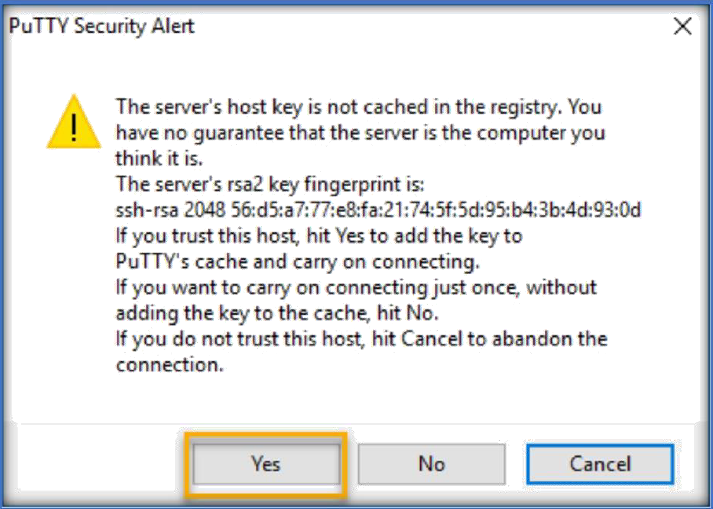 PuTTY Security Alert
The server's host key is not cached in the registry. You
have no guarantee that the server is the computer you
think it is.
The server's rsa2 key fingerprint is:
ssh-rsa 2048 56:d5:a7:77:e8:fa:21:74:5f:5d:95:b4:3b:4d:93:0d
If you trust this host, hit Yes to add the key to
PuTTY's cache and carry on connecting.
If you want to carry on connecting just once, without
adding the key to the cache, hit No.
If you do not trust this host, hit Cancel to abandon the
connection.
Yes No Cancel